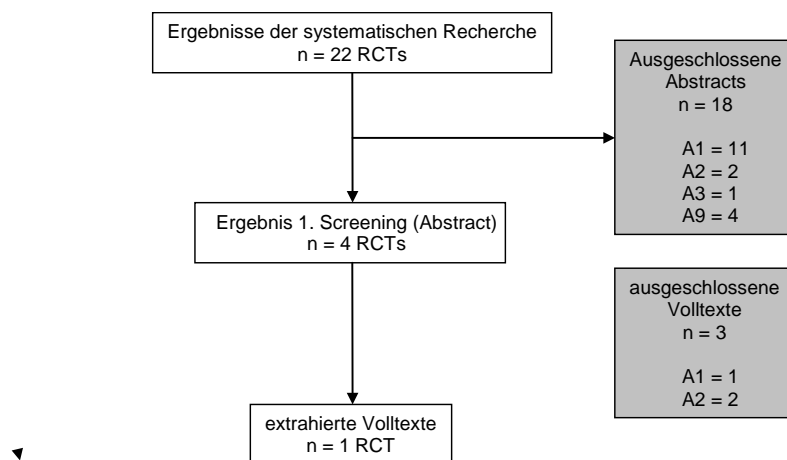 Ergebnisse der systematischen Recherche
n = 22 RCTs
Ausgeschlossene
Abstracts
n = 18
A1 = 11
A2 = 2
A3 = 1
A9 = 4
Ergebnis 1. Screening (Abstract)
n = 4 RCTs
ausgeschlossene
Volltexte
n = 3
A1 = 1
A2 = 2
extrahierte Volltexte
n = 1 RCT